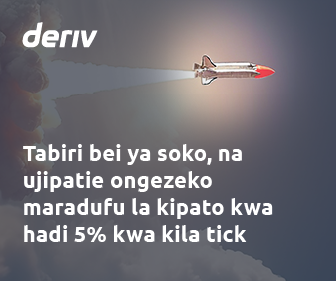 deriv
Tabiri bei ya soko, na
ujipatie ongezeko
maradufu la kipato kwa
hadi 5% kwa kila tick